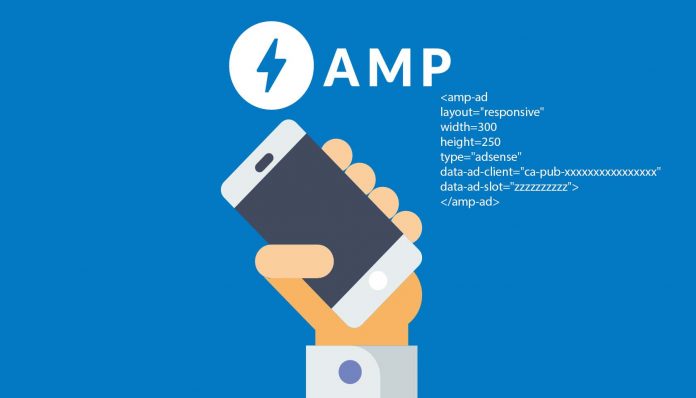 AMP
<amp-ad
layout="responsive"
width=300
height=250
type="adsense"
data-ad-client="ca-pub-xxxxxxxxxxxxxxxx"
data-ad-slot="zzzzzzzzzz">
</amp-ad>